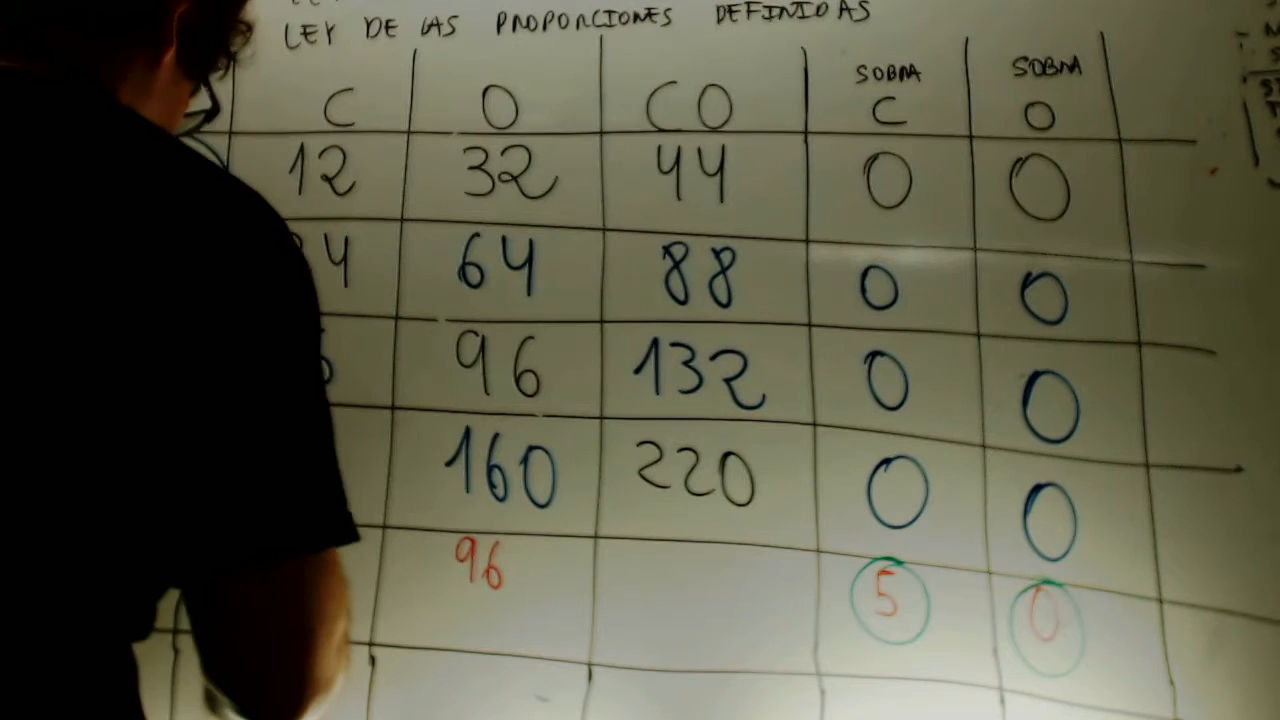 LEY DE LAS PROPORCIONES DEFINIDAS
SOBRA SOBRA
C O CO C O
12 32 44 0 0
4 64 88 0 0
96 132 0 0
160 220 0 0
96 5 0